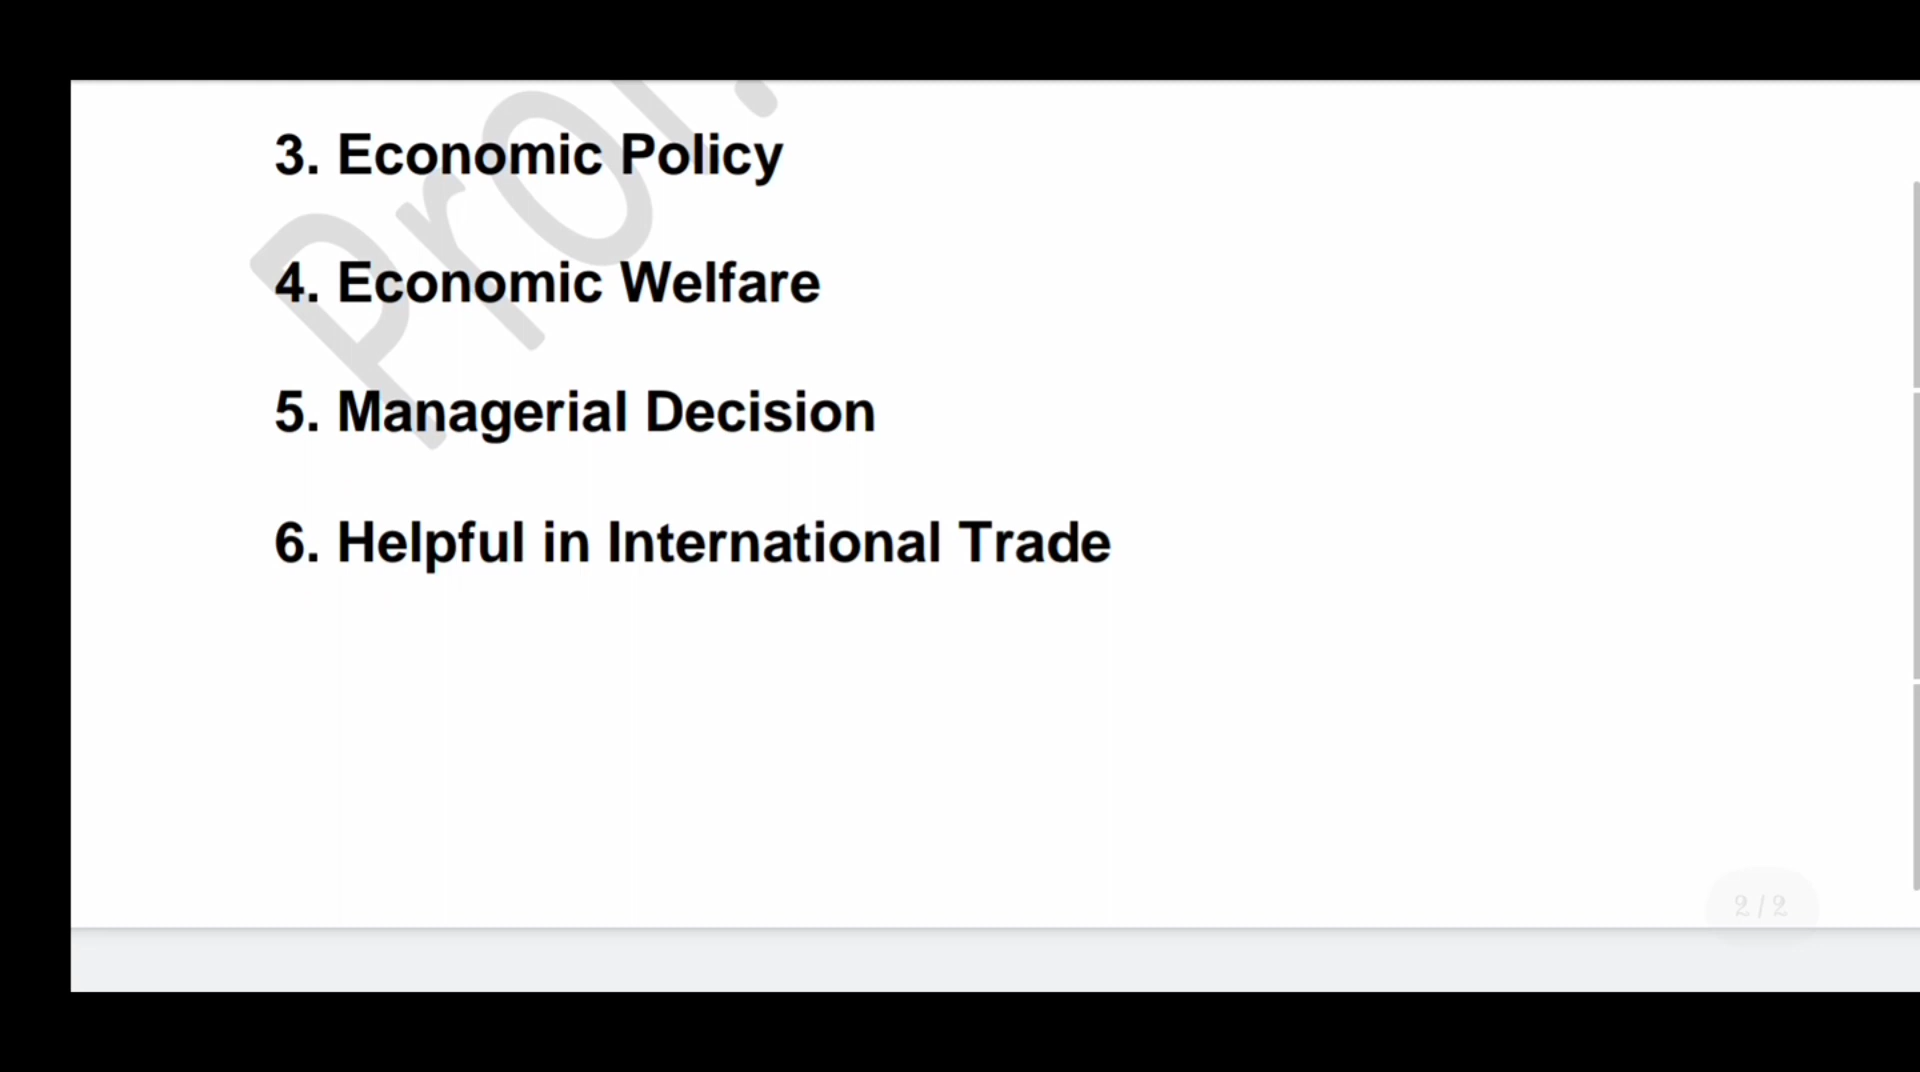 3. Economic Policy
4. Economic Welfare
5. Managerial Decision
6. Helpful in International Trade
2 / 2